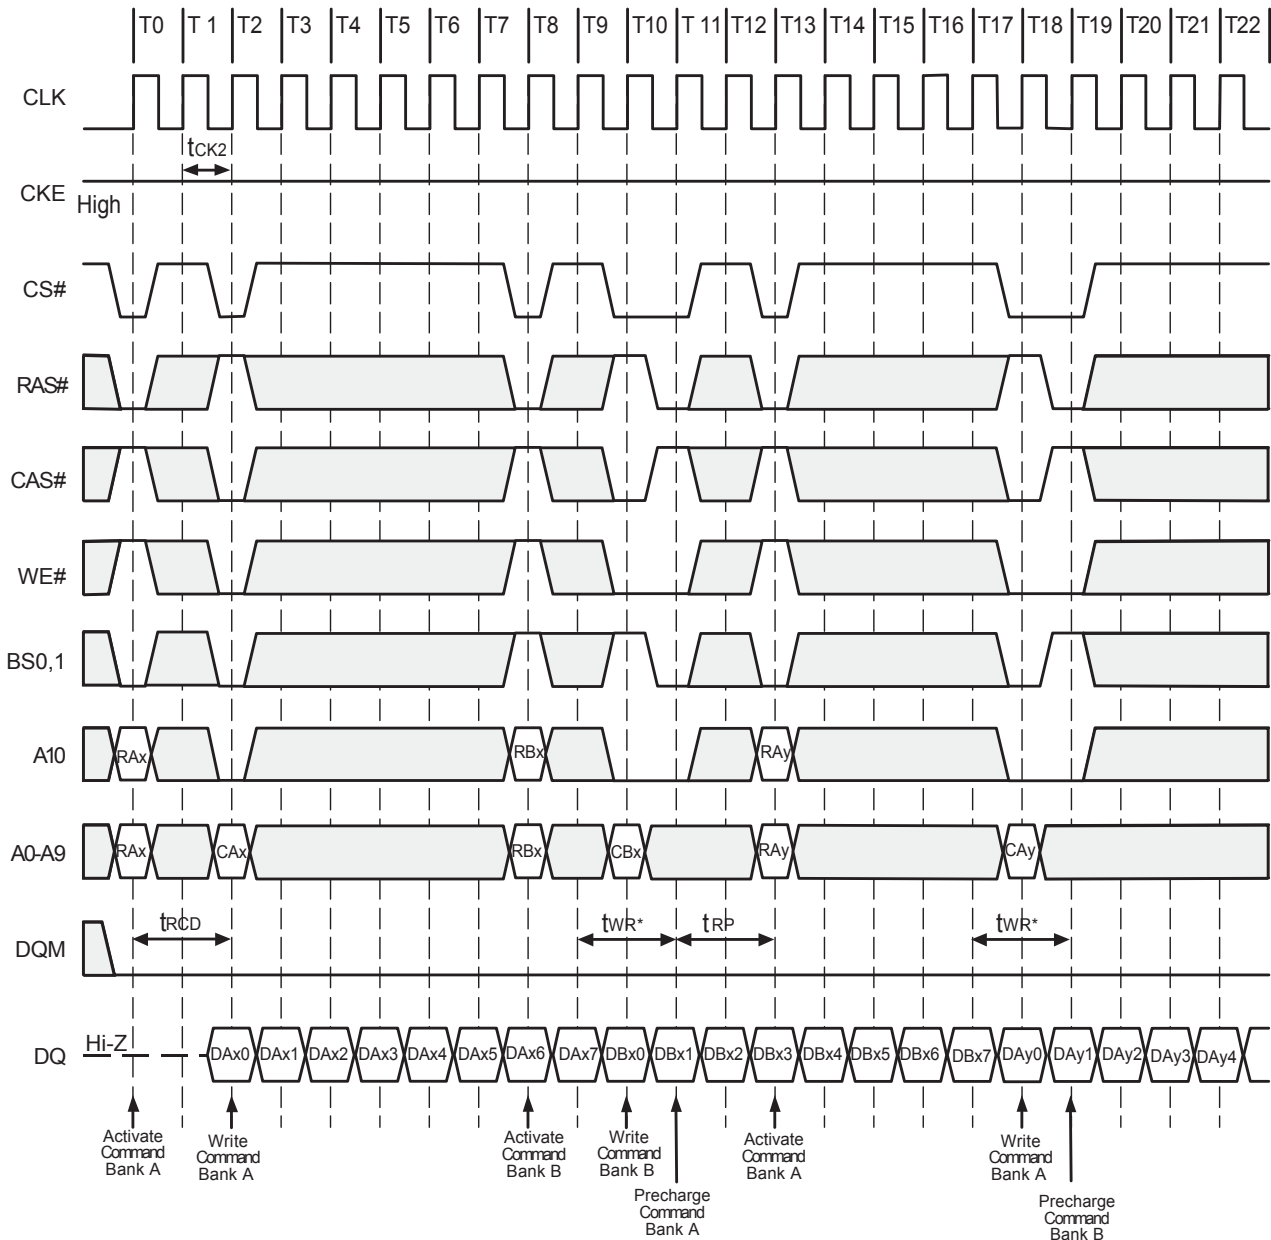 T0 T 1 T2 T3 T4 T5 T6 T7 T8 T9 T10 T 11 T12 T13 T14 T15 T16 T17 T18 T19 T20 T21 T22
CLK
tCK2
CKE
High
CS#
RAS#
CAS#
WE#
BS0,1
A10
RAx RBx RAy
A0-A9
RAx CAx RBx CBx RAy CAy
tRCD tWR* tRP tWR*
DQM
DQ
Hi-Z
DAx0 DAx1 DAx2 DAx3 DAx4 DAx5 DAx6 DAx7 DBx0 DBx1 DBx2 DBx3 DBx4 DBx5 DBx6 DBx7 DAy0 DAy1 DAy2 DAy3 DAy4
Activate
Command
Bank A
Write
Command
Bank A
Activate
Command
Bank B
Write
Command
Bank B
Precharge
Command
Bank A
Activate
Command
Bank A
Write
Command
Bank A
Precharge
Command
Bank B